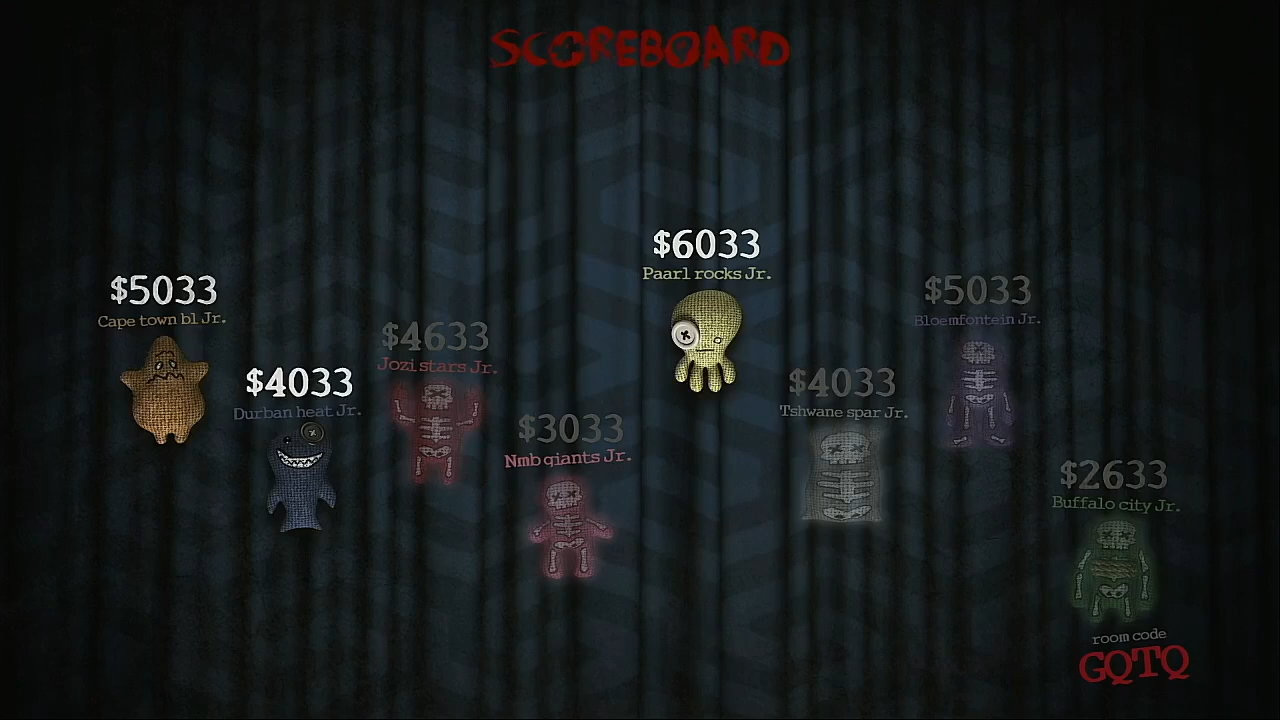 SCOREBOARD
$5033
Cape town bl Jr.
$4033
Durban heat Jr.
$4633
Jozi stars Jr.
$3033
Nmb giants Jr.
$6033
Paarl rocks Jr.
$4033
Tshwane spar Jr.
$5033
Bloemfontein Jr.
$2633
Buffalo city Jr.
room code
GQTQ